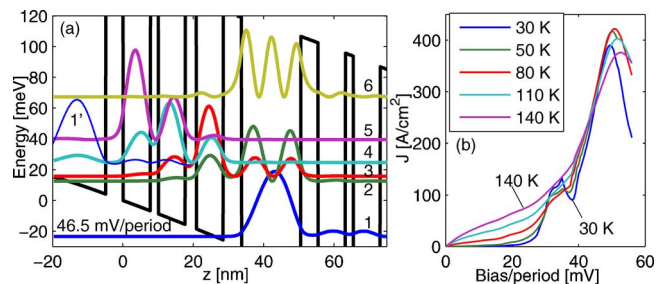 (a)
Energy [meV]
120
100
80
60
40
20
0
−20
1'
6
5
4
3
2
1
46.5 mV/period
−20
0
20
40
60
z [nm]
30 K
50 K
80 K
110 K
140 K
J [A/cm²]
400
300
200
100
0
(b)
140 K
30 K
0
20
40
60
Bias/period [mV]